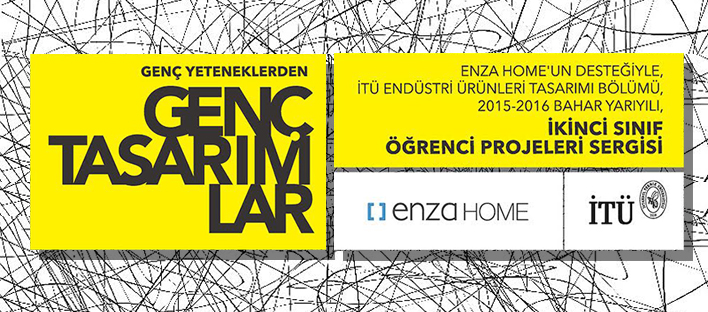 GENÇ YETENEKLERDEN
GENÇ
TASARIM
LAR
ENZA HOME'UN DESTEĞİYLE,
İTÜ ENDÜSTRİ ÜRÜNLERİ TASARIMI BÖLÜMÜ,
2015-2016 BAHAR YARIYILI,
İKİNCİ SINIF
ÖĞRENCİ PROJELERİ SERGİSİ
enza HOME
İTÜ